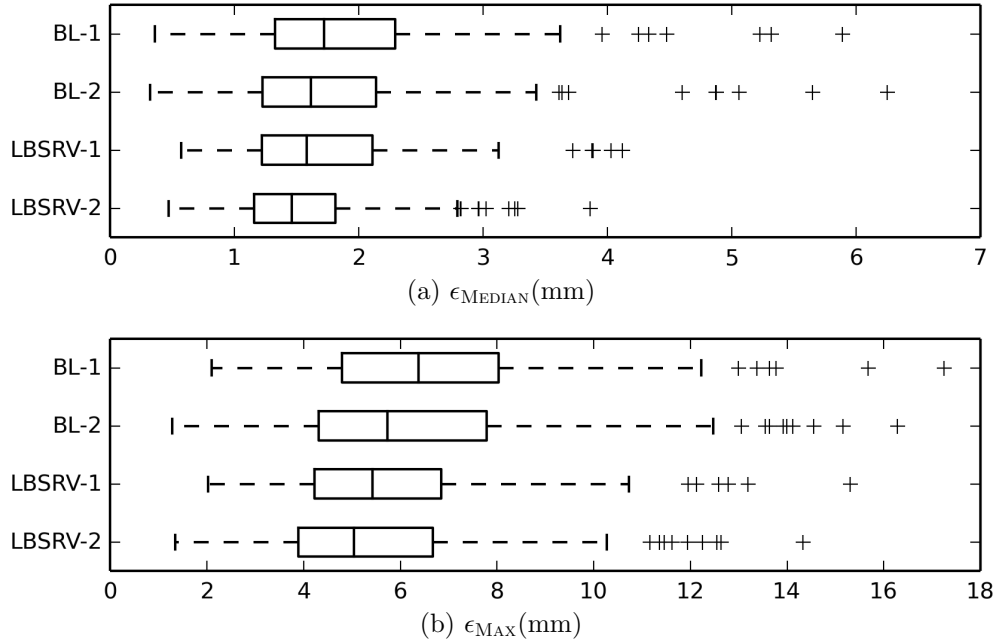 BL-1
BL-2
LBSRV-1
LBSRV-2
0 1 2 3 4 5 6 7
(a) ϵMEDIAN(mm)
BL-1
BL-2
LBSRV-1
LBSRV-2
0 2 4 6 8 10 12 14 16 18
(b) ϵMAX(mm)